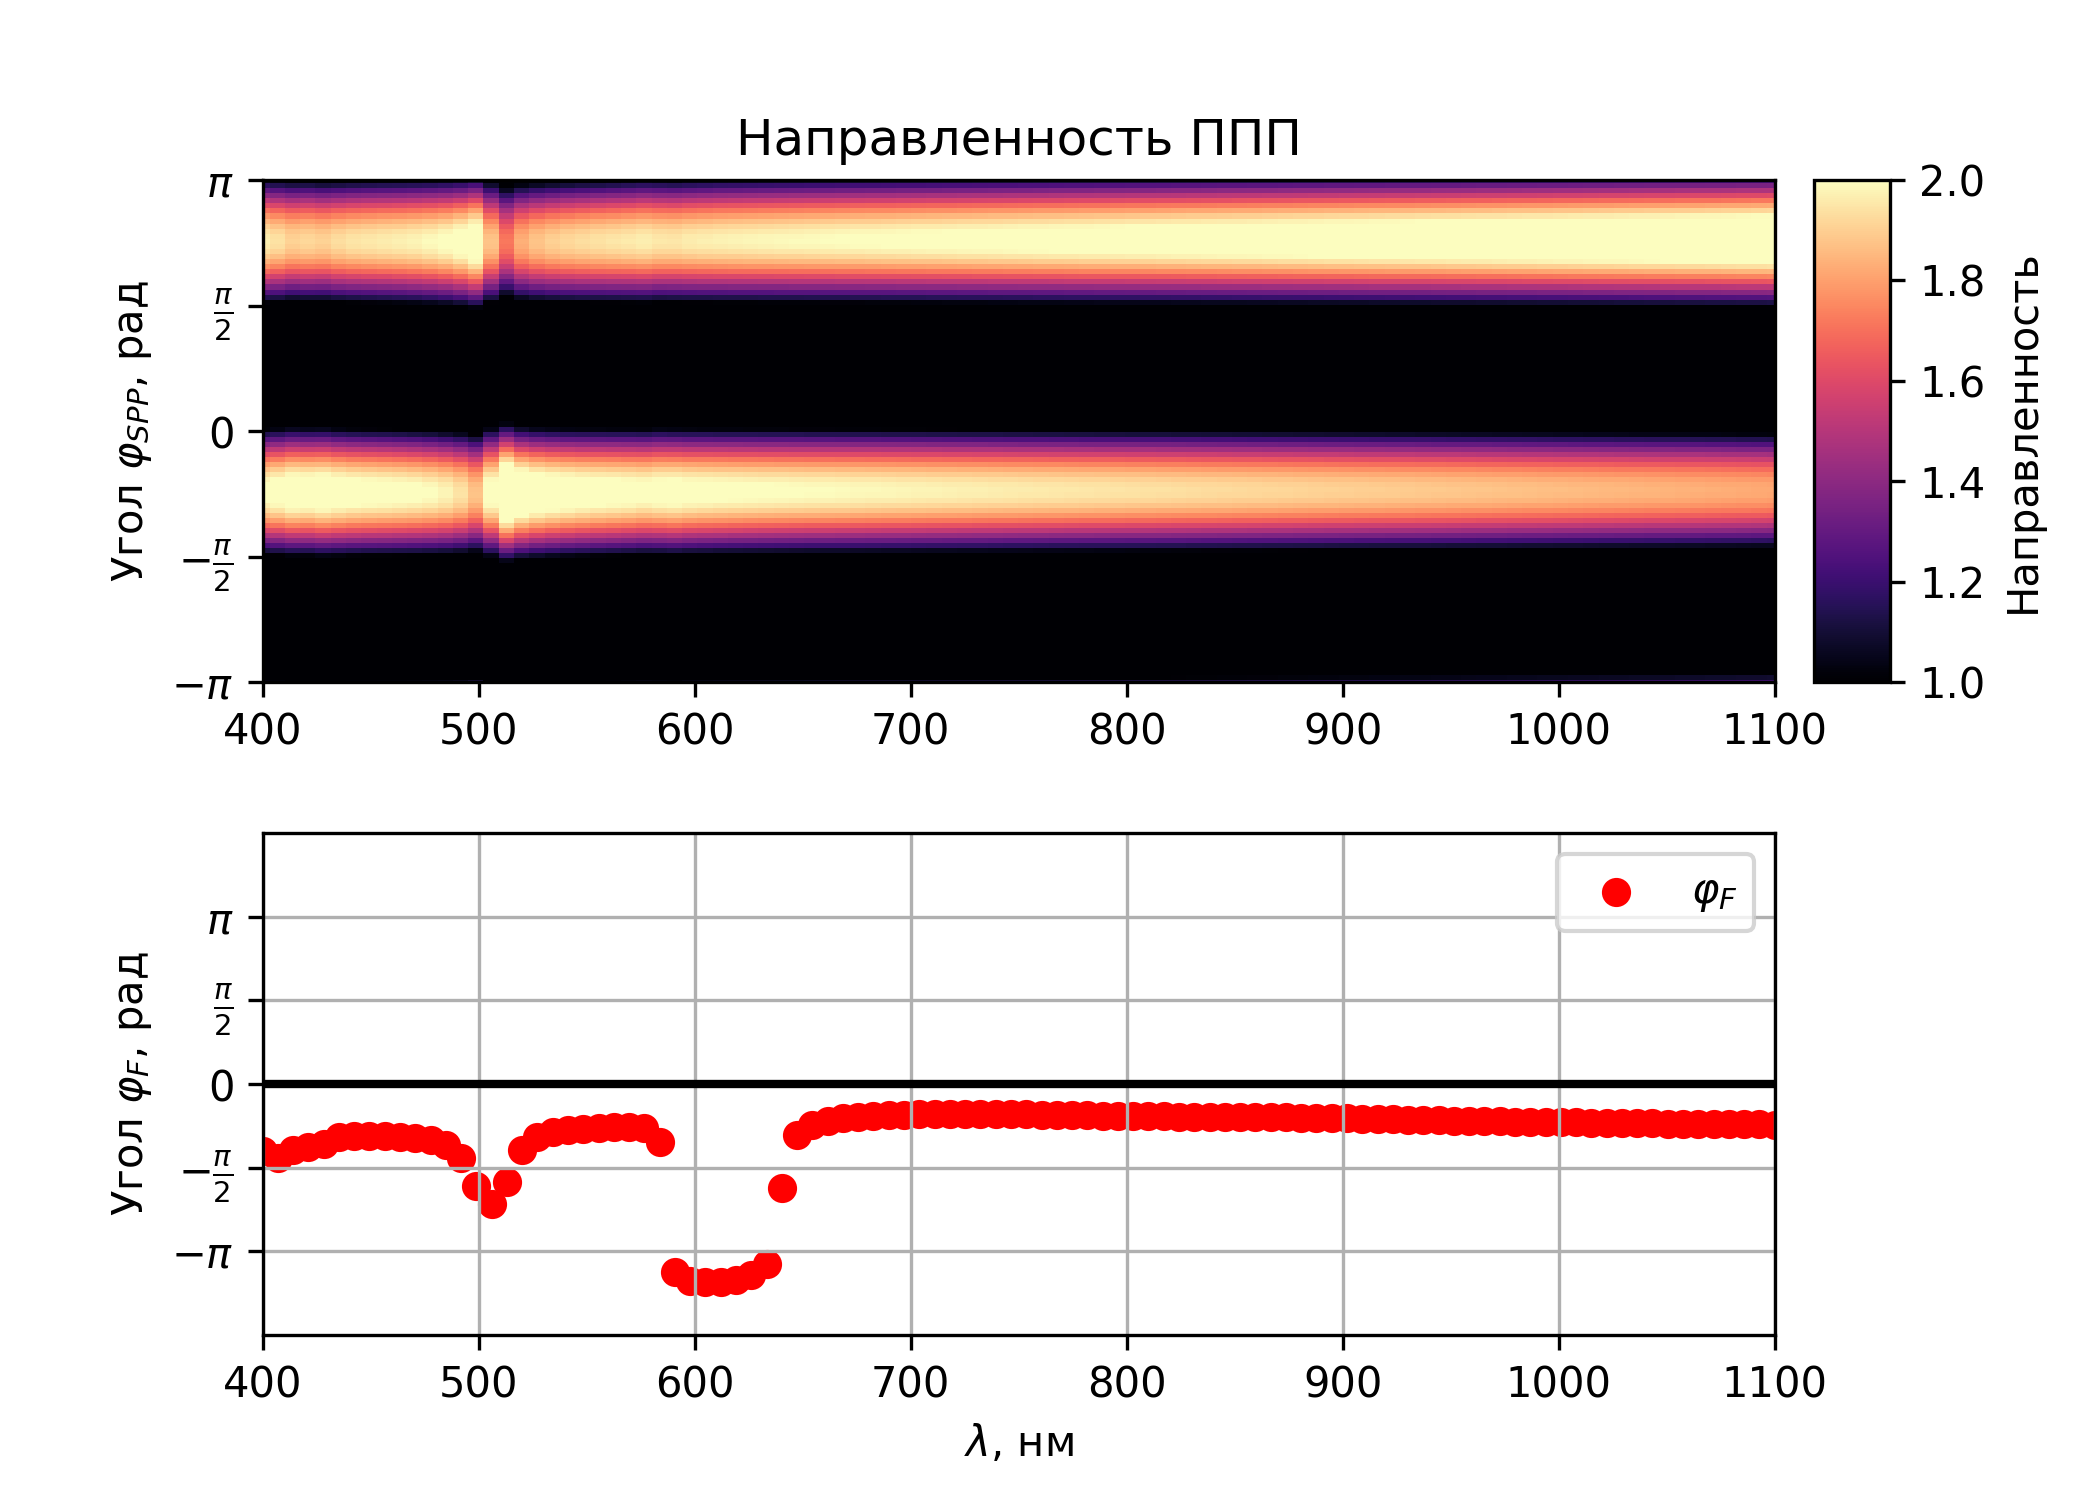 Направленность ППП
π
π/2
0
−π/2
−π
Угол φ_SPP, рад
400 500 600 700 800 900 1000 1100
2.0
1.8
1.6
1.4
1.2
1.0
Направленность
φ_F
π
π/2
0
−π/2
−π
Угол φ_F, рад
400 500 600 700 800 900 1000 1100
λ, нм